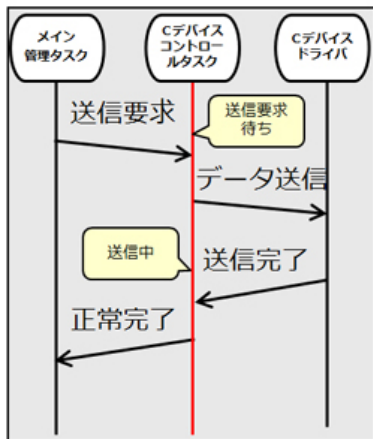 メイン
管理タスク
Cデバイス
コントロー
ルタスク
Cデバイス
ドライバ
送信要求
送信要求
待ち
データ送信
送信中
送信完了
正常完了